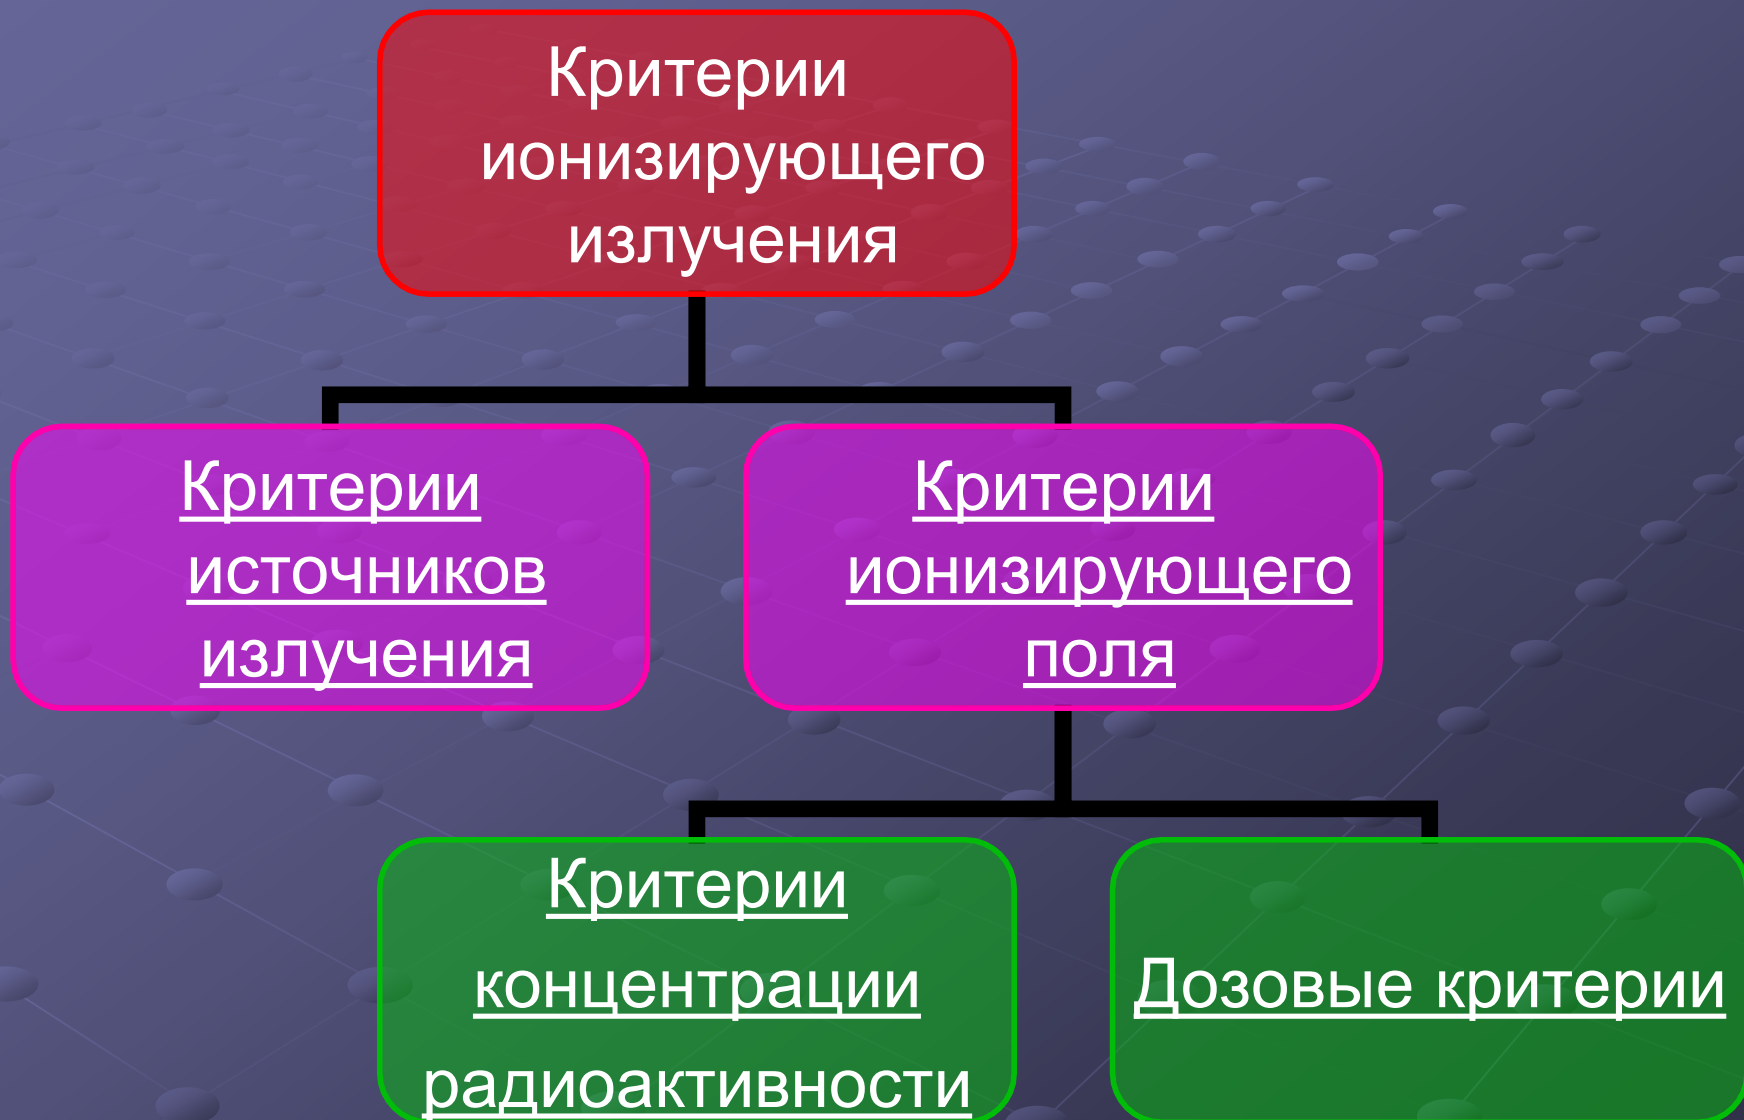 Критерии
ионизирующего
излучения
Критерии
источников
излучения
Критерии
ионизирующего
поля
Критерии
концентрации
радиоактивности
Дозовые критерии